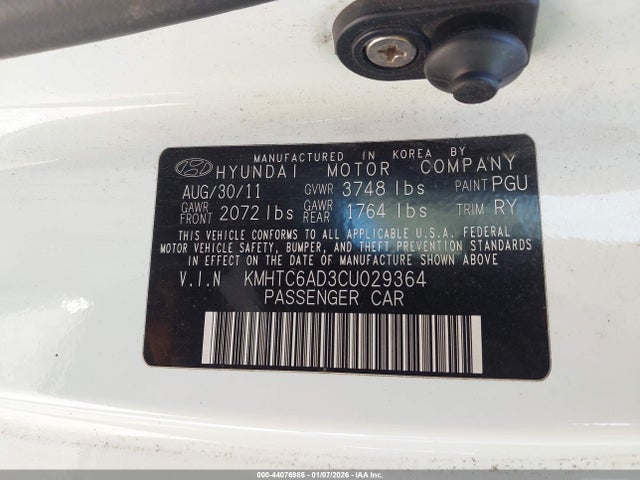 MANUFACTURED IN KOREA BY
HYUNDAI MOTOR COMPANY
AUG/30/11 GVWR 3748 lbs PAINT PGU
GAWR FRONT 2072 lbs GAWR REAR 1764 lbs TRIM RY
THIS VEHICLE CONFORMS TO ALL APPLICABLE U.S.A. FEDERAL
MOTOR VEHICLE SAFETY, BUMPER, AND THEFT PREVENTION STANDARDS
IN EFFECT ON THE DATE OF MANUFACTURE SHOWN ABOVE.
V.I.N KMHTC6AD3CU029364
PASSENGER CAR
000-44076986 - 01/07/2026 - IAA Inc.